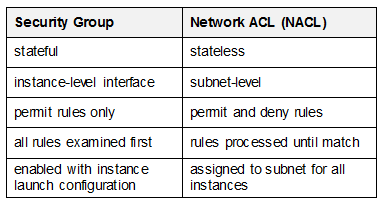 Security Group Network ACL (NACL)
stateful stateless
instance-level interface subnet-level
permit rules only permit and deny rules
all rules examined first rules processed until match
enabled with instance assigned to subnet for all
launch configuration instances